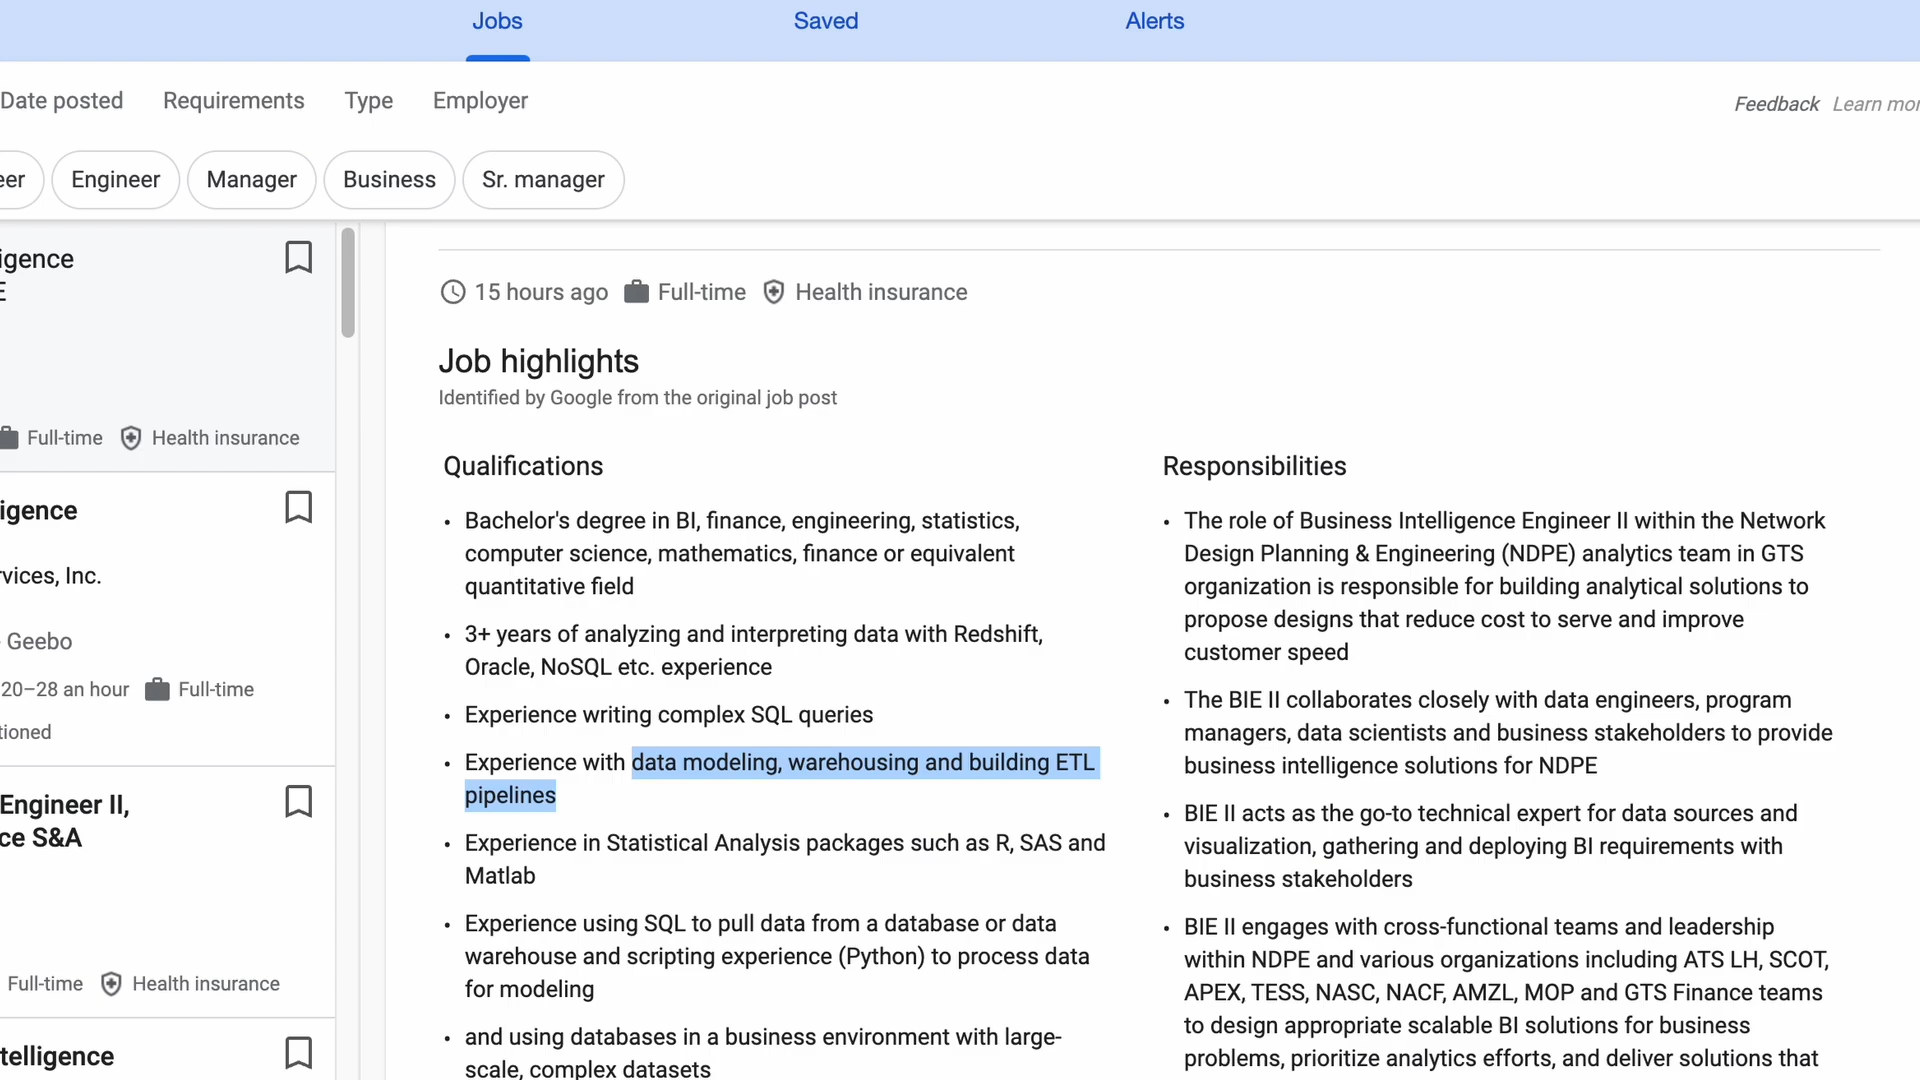 Jobs
Saved
Alerts
Date posted
Requirements
Type
Employer
Feedback
Learn mor
eer
Engineer
Manager
Business
Sr. manager
igence
E
Full-time
Health insurance
igence
rvices, Inc.
Geebo
20–28 an hour
Full-time
tioned
Engineer II,
ce S&A
Full-time
Health insurance
telligence
15 hours ago
Full-time
Health insurance
Job highlights
Identified by Google from the original job post
Qualifications
• Bachelor's degree in BI, finance, engineering, statistics,
computer science, mathematics, finance or equivalent
quantitative field
• 3+ years of analyzing and interpreting data with Redshift,
Oracle, NoSQL etc. experience
• Experience writing complex SQL queries
• Experience with data modeling, warehousing and building ETL
pipelines
• Experience in Statistical Analysis packages such as R, SAS and
Matlab
• Experience using SQL to pull data from a database or data
warehouse and scripting experience (Python) to process data
for modeling
• and using databases in a business environment with large-
scale, complex datasets
Responsibilities
• The role of Business Intelligence Engineer II within the Network
Design Planning & Engineering (NDPE) analytics team in GTS
organization is responsible for building analytical solutions to
propose designs that reduce cost to serve and improve
customer speed
• The BIE II collaborates closely with data engineers, program
managers, data scientists and business stakeholders to provide
business intelligence solutions for NDPE
• BIE II acts as the go-to technical expert for data sources and
visualization, gathering and deploying BI requirements with
business stakeholders
• BIE II engages with cross-functional teams and leadership
within NDPE and various organizations including ATS LH, SCOT,
APEX, TESS, NASC, NACF, AMZL, MOP and GTS Finance teams
to design appropriate scalable BI solutions for business
problems, prioritize analytics efforts, and deliver solutions that